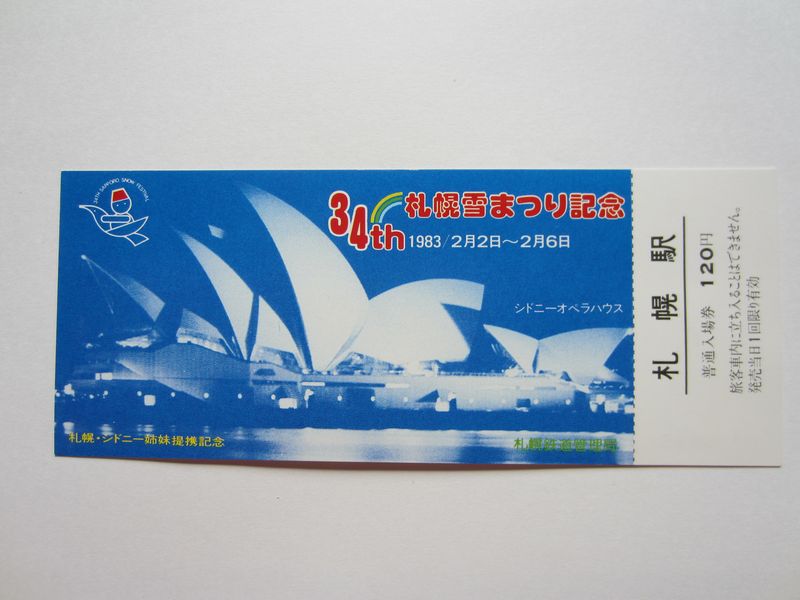 34TH SAPPORO SNOW FESTIVAL
34th 札幌雪まつり記念
1983/2月2日～2月6日
シドニーオペラハウス
札幌・シドニー姉妹提携記念
札幌鉄道管理局
札幌駅
普通入場券 120円
旅客車内に立ち入ることはできません。
発売当日1回限り有効